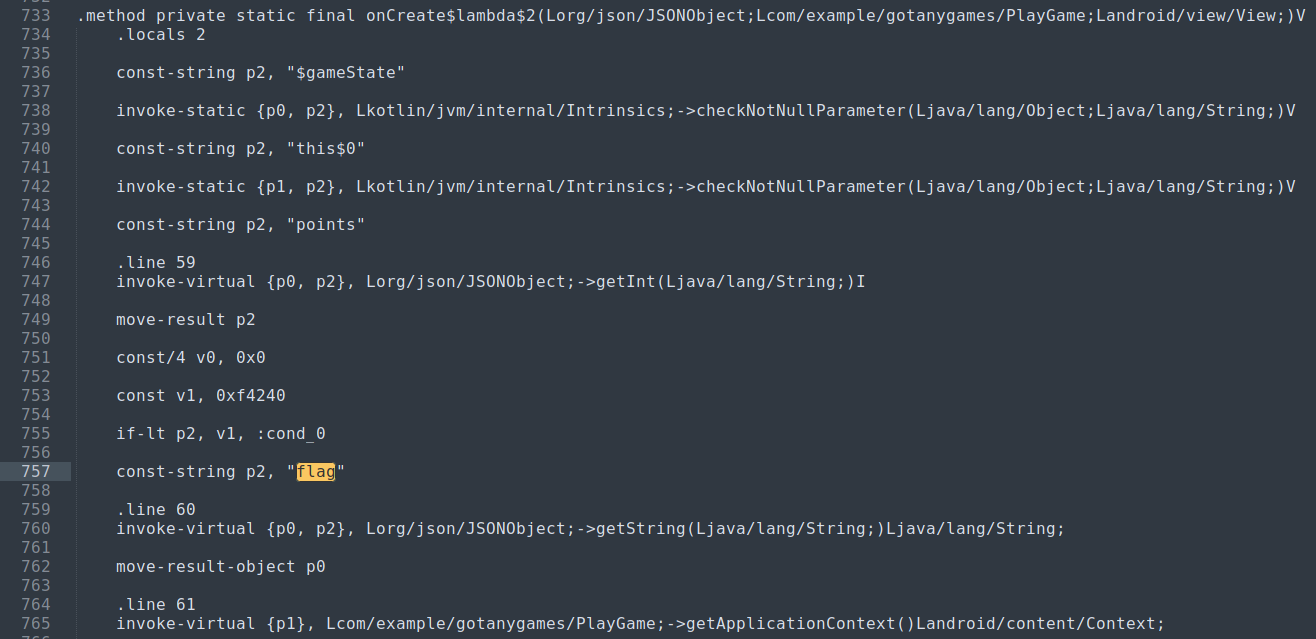 733 .method private static final onCreate$lambda$2(Lorg/json/JSONObject;Lcom/example/gotanygames/PlayGame;Landroid/view/View;)V
734 .locals 2
735
736 const-string p2, "$gameState"
737
738 invoke-static {p0, p2}, Lkotlin/jvm/internal/Intrinsics;->checkNotNullParameter(Ljava/lang/Object;Ljava/lang/String;)V
739
740 const-string p2, "this$0"
741
742 invoke-static {p1, p2}, Lkotlin/jvm/internal/Intrinsics;->checkNotNullParameter(Ljava/lang/Object;Ljava/lang/String;)V
743
744 const-string p2, "points"
745
746 .line 59
747 invoke-virtual {p0, p2}, Lorg/json/JSONObject;->getInt(Ljava/lang/String;)I
748
749 move-result p2
750
751 const/4 v0, 0x0
752
753 const v1, 0xf4240
754
755 if-lt p2, v1, :cond_0
756
757 const-string p2, "flag"
758
759 .line 60
760 invoke-virtual {p0, p2}, Lorg/json/JSONObject;->getString(Ljava/lang/String;)Ljava/lang/String;
761
762 move-result-object p0
763
764 .line 61
765 invoke-virtual {p1}, Lcom/example/gotanygames/PlayGame;->getApplicationContext()Landroid/content/Context;